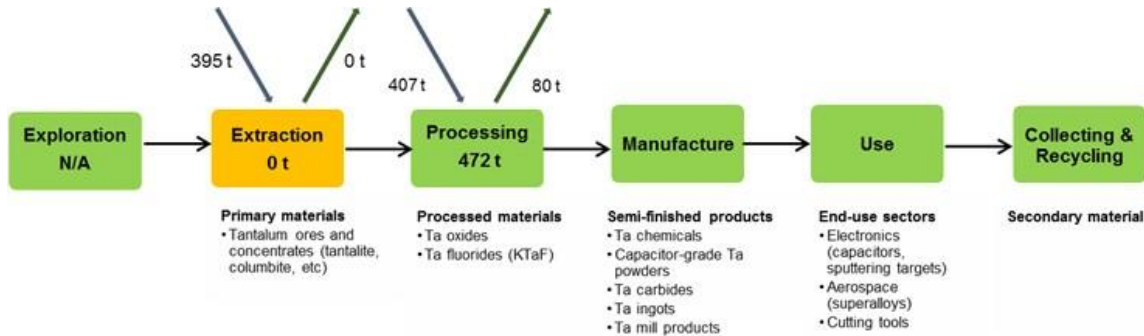 395 t
0 t
407 t
80 t
Exploration
N/A
Extraction
0 t
Processing
472 t
Manufacture
Use
Collecting &
Recycling
Primary materials
• Tantalum ores and
concentrates (tantalite,
columbite, etc)
Processed materials
• Ta oxides
• Ta fluorides (KTaF)
Semi-finished products
• Ta chemicals
• Capacitor-grade Ta
powders
• Ta carbides
• Ta ingots
• Ta mill products
End-use sectors
• Electronics
(capacitors,
sputtering targets)
• Aerospace
(superalloys)
• Cutting tools
Secondary material